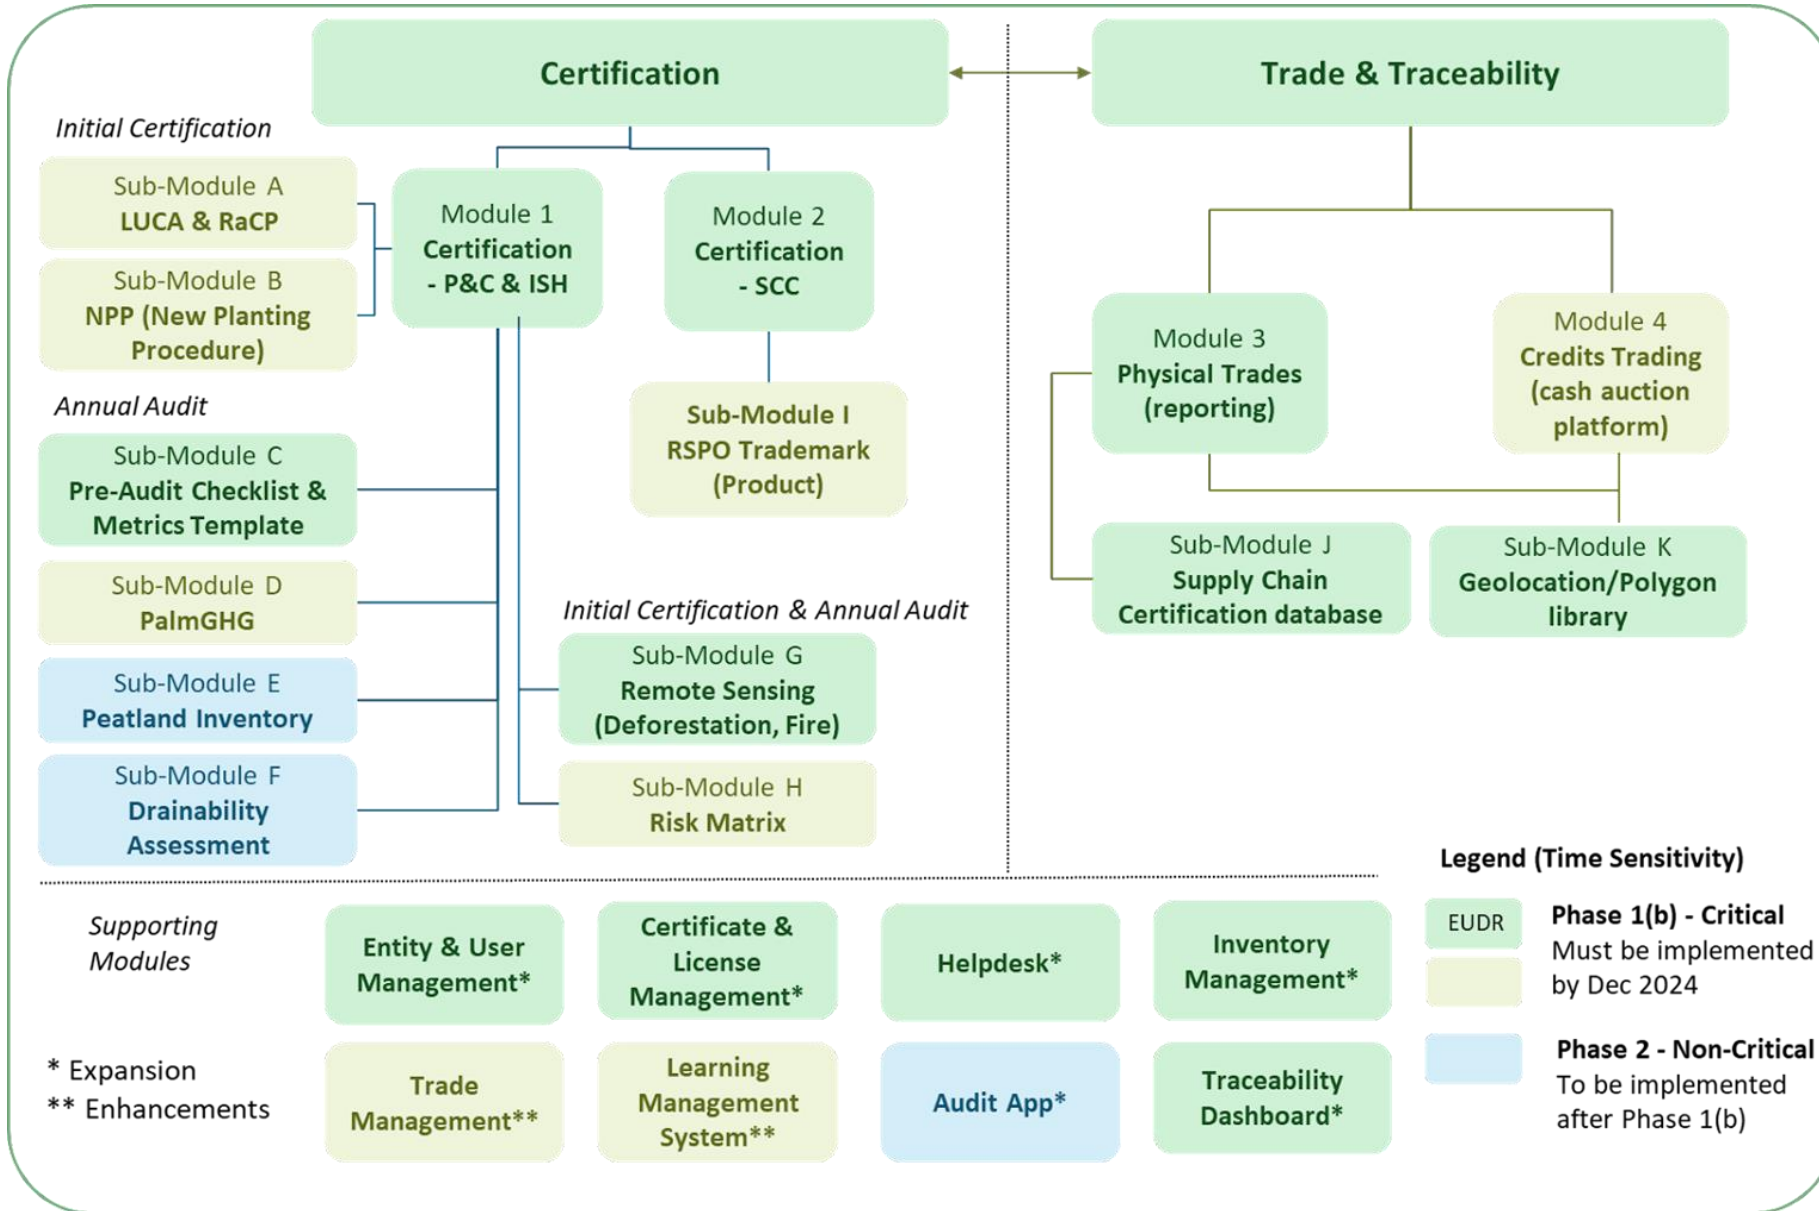 Certification
Trade & Traceability
Initial Certification
Sub-Module A
LUCA & RaCP
Sub-Module B
NPP (New Planting
Procedure)
Module 1
Certification
- P&C & ISH
Module 2
Certification
- SCC
Sub-Module I
RSPO Trademark
(Product)
Annual Audit
Sub-Module C
Pre-Audit Checklist &
Metrics Template
Sub-Module D
PalmGHG
Sub-Module E
Peatland Inventory
Sub-Module F
Drainability
Assessment
Initial Certification & Annual Audit
Sub-Module G
Remote Sensing
(Deforestation, Fire)
Sub-Module H
Risk Matrix
Module 3
Physical Trades
(reporting)
Module 4
Credits Trading
(cash auction
platform)
Sub-Module J
Supply Chain
Certification database
Sub-Module K
Geolocation/Polygon
library
Supporting
Modules
Entity & User
Management*
Certificate &
License
Management*
Helpdesk*
Inventory
Management*
* Expansion
** Enhancements
Trade
Management**
Learning
Management
System**
Audit App*
Traceability
Dashboard*
Legend (Time Sensitivity)
EUDR
Phase 1(b) - Critical
Must be implemented
by Dec 2024
Phase 2 - Non-Critical
To be implemented
after Phase 1(b)